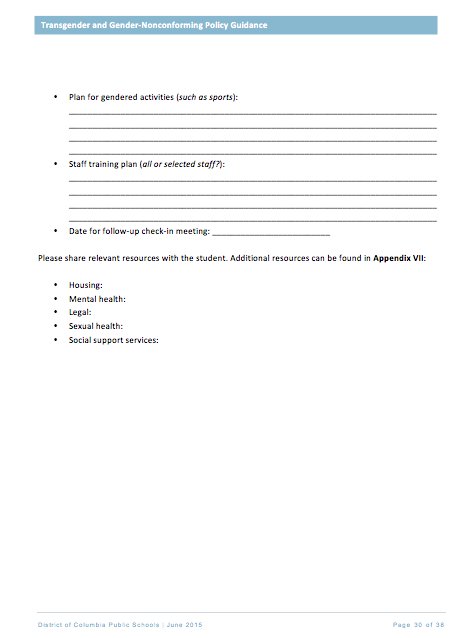 Transgender and Gender-Nonconforming Policy Guidance
• Plan for gendered activities (such as sports):
• Staff training plan (all or selected staff?):
• Date for follow-up check-in meeting: ________________________
Please share relevant resources with the student. Additional resources can be found in Appendix VII:
• Housing:
• Mental health:
• Legal:
• Sexual health:
• Social support services:
District of Columbia Public Schools | June 2015 Page 30 of 38